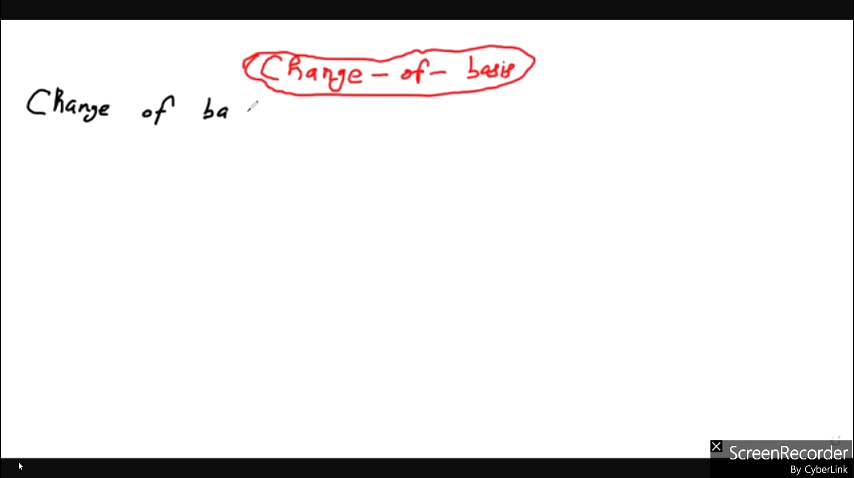 Change - of - basis
Change of ba
ScreenRecorder
By CyberLink